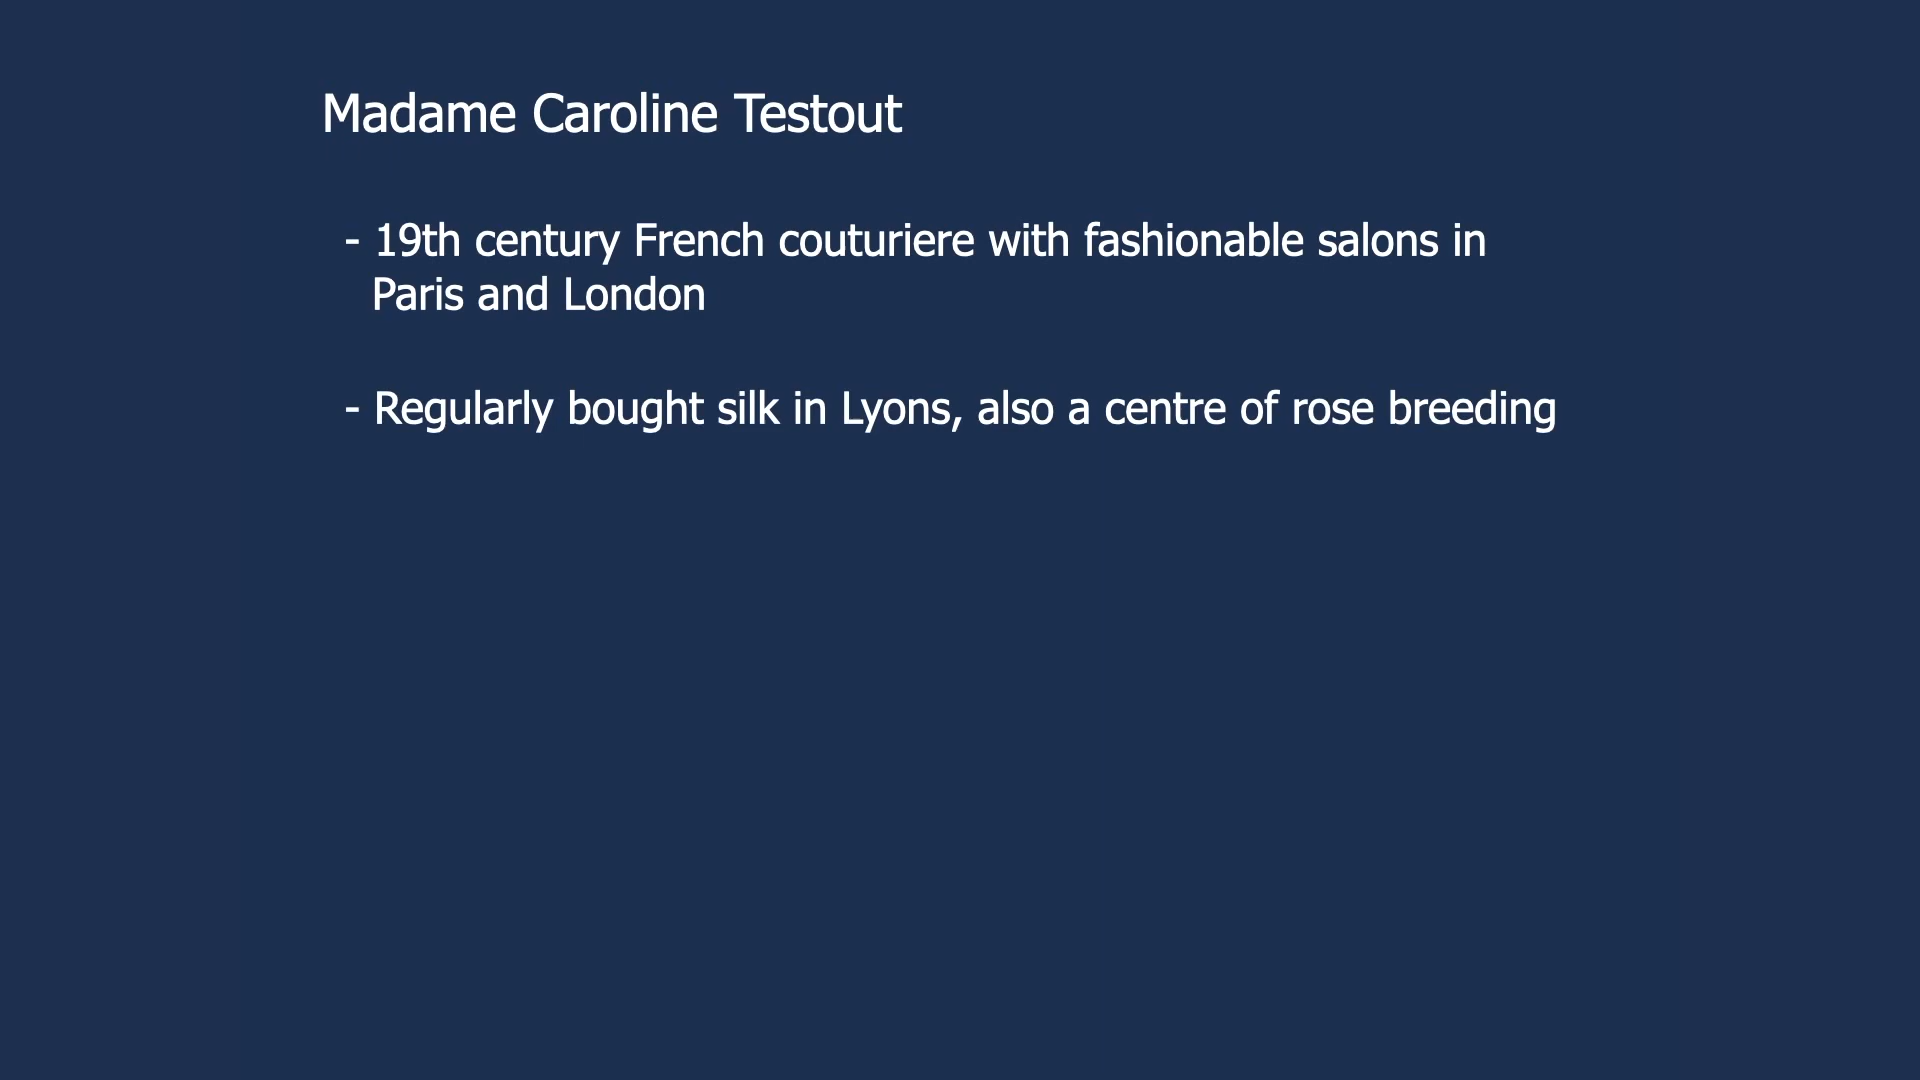 Madame Caroline Testout
- 19th century French couturiere with fashionable salons in
Paris and London
- Regularly bought silk in Lyons, also a centre of rose breeding